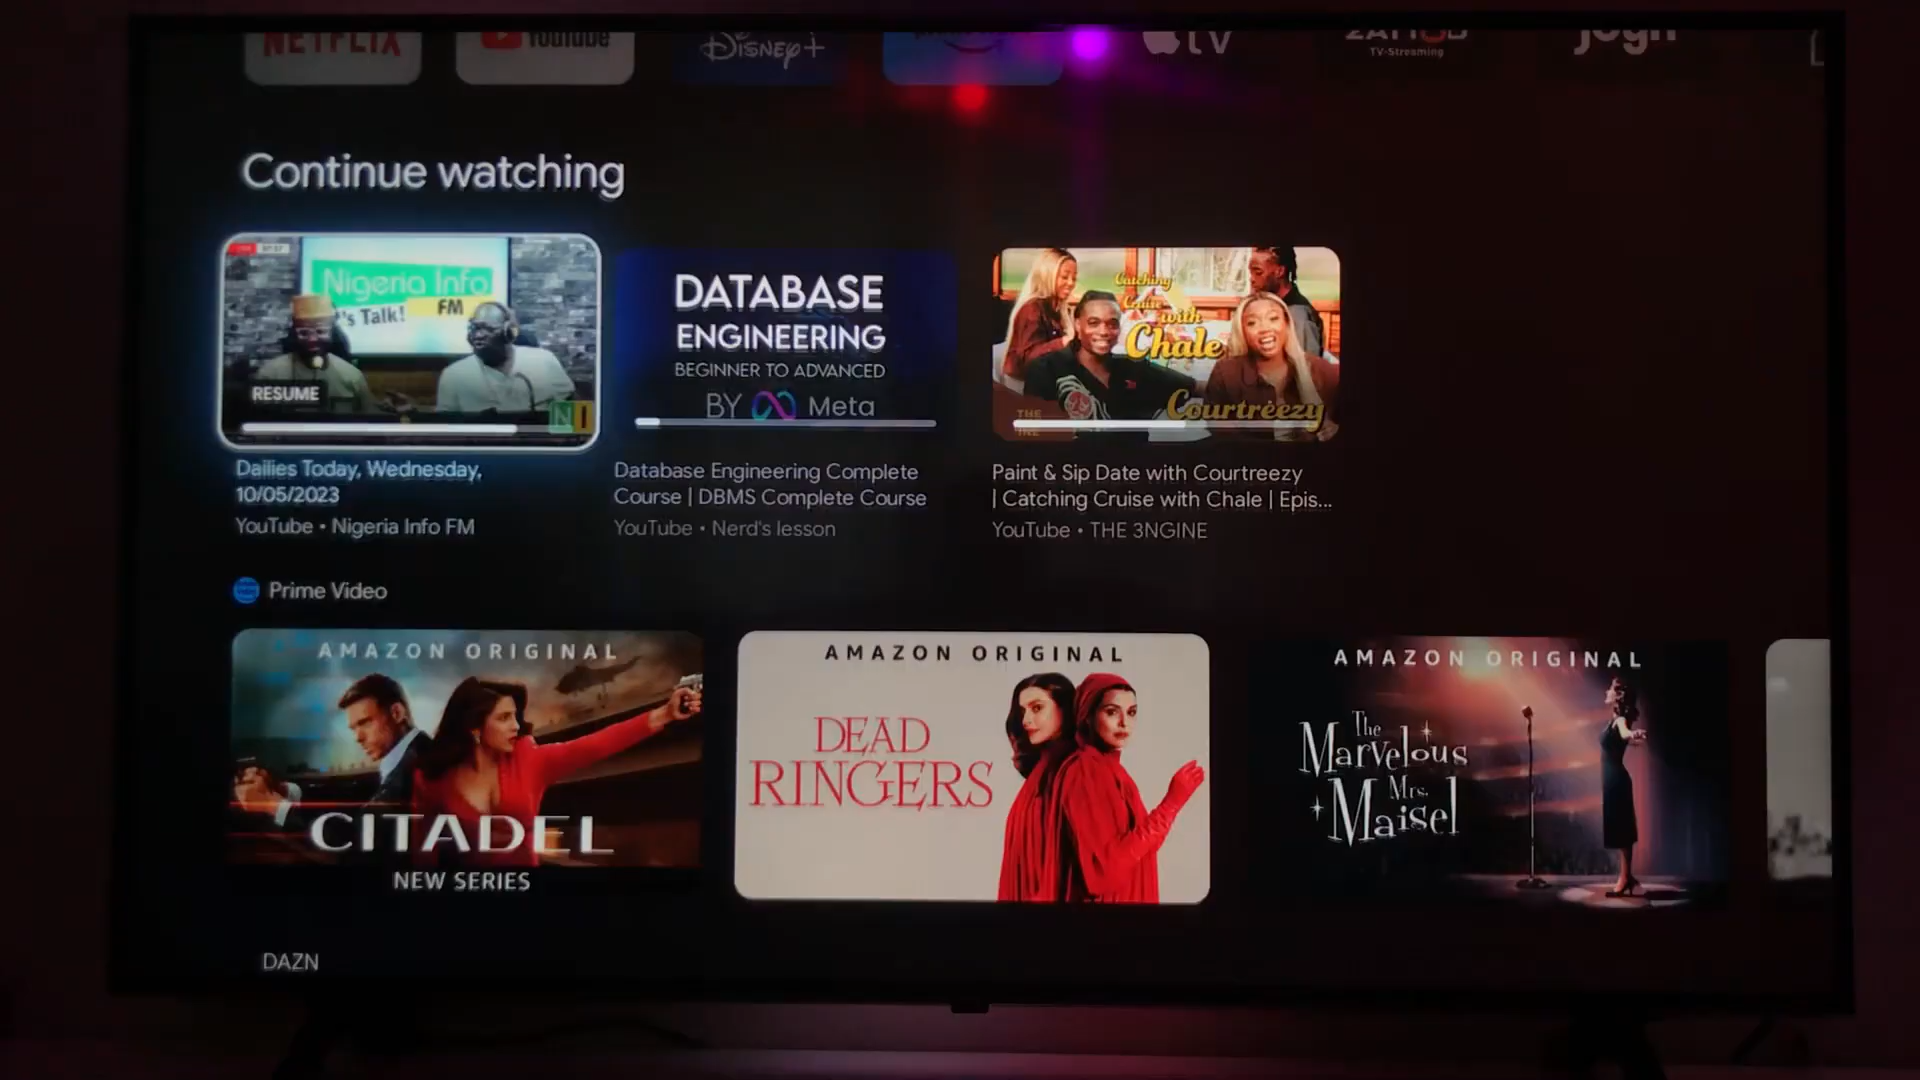 NETFLIX
YouTube
Disney+
tv
ZATTOO
TV-Streaming
joyn
Continue watching
Nigeria Info
's Talk!
FM
RESUME
NI
DATABASE
ENGINEERING
BEGINNER TO ADVANCED
BY Meta
Catching
Cruise
with
Chale
Courtreezy
THE
Dailies Today, Wednesday,
10/05/2023
YouTube • Nigeria Info FM
Database Engineering Complete
Course | DBMS Complete Course
YouTube • Nerd's lesson
Paint & Sip Date with Courtreezy
| Catching Cruise with Chale | Epis...
YouTube • THE 3NGINE
Prime Video
AMAZON ORIGINAL
CITADEL
NEW SERIES
AMAZON ORIGINAL
DEAD
RINGERS
AMAZON ORIGINAL
The
Marvelous
Mrs.
Maisel
DAZN